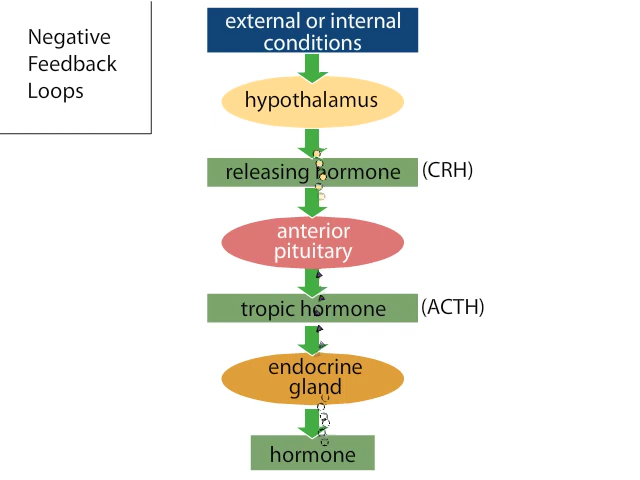 Negative
Feedback
Loops
external or internal
conditions
hypothalamus
releasing hormone (CRH)
anterior
pituitary
tropic hormone (ACTH)
endocrine
gland
hormone